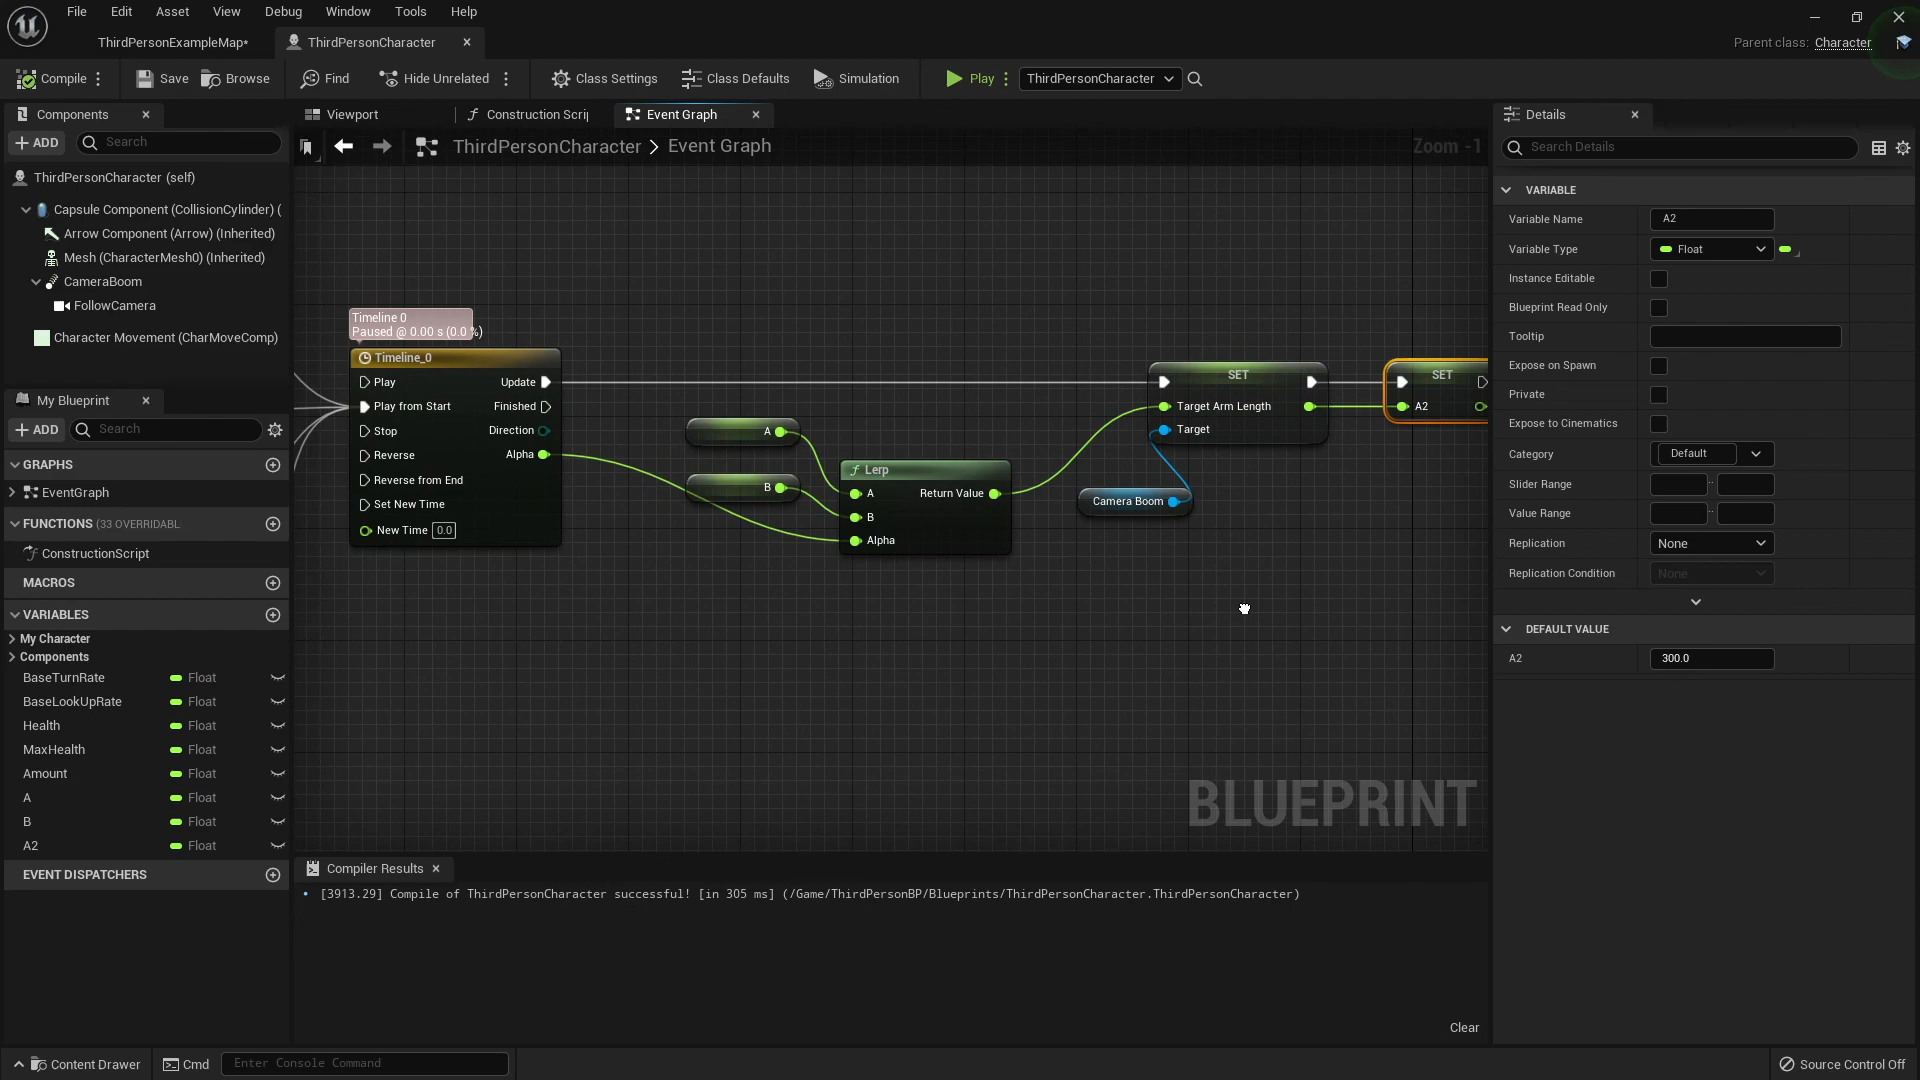 File Edit Asset View Debug Window Tools Help
ThirdPersonExampleMap*
ThirdPersonCharacter
Parent class: Character
Compile
Save
Browse
Find
Hide Unrelated
Class Settings
Class Defaults
Simulation
Play
ThirdPersonCharacter
Components
ADD
Search
ThirdPersonCharacter (self)
Capsule Component (CollisionCylinder) (
Arrow Component (Arrow) (Inherited)
Mesh (CharacterMesh0) (Inherited)
CameraBoom
FollowCamera
Character Movement (CharMoveComp)
My Blueprint
ADD
Search
GRAPHS
EventGraph
FUNCTIONS (33 OVERRIDABL
ConstructionScript
MACROS
VARIABLES
My Character
Components
BaseTurnRate Float
BaseLookUpRate Float
Health Float
MaxHealth Float
Amount Float
A Float
B Float
A2 Float
EVENT DISPATCHERS
Viewport
Construction Scrip
Event Graph
ThirdPersonCharacter > Event Graph
Zoom -1
Timeline 0
Paused @ 0.00 s (0.0 %)
Timeline_0
Play Update
Play from Start Finished
Stop Direction
Reverse Alpha
Reverse from End
Set New Time
New Time 0.0
A
B
Lerp
A Return Value
B
Alpha
SET
Target Arm Length
Target
Camera Boom
SET
A2
BLUEPRINT
Compiler Results
[3913.29] Compile of ThirdPersonCharacter successful! [in 305 ms] (/Game/ThirdPersonBP/Blueprints/ThirdPersonCharacter.ThirdPersonCharacter)
Clear
Details
Search Details
VARIABLE
Variable Name A2
Variable Type Float
Instance Editable
Blueprint Read Only
Tooltip
Expose on Spawn
Private
Expose to Cinematics
Category Default
Slider Range
Value Range
Replication None
Replication Condition None
DEFAULT VALUE
A2 300.0
Content Drawer
Cmd
Enter Console Command
Source Control Off